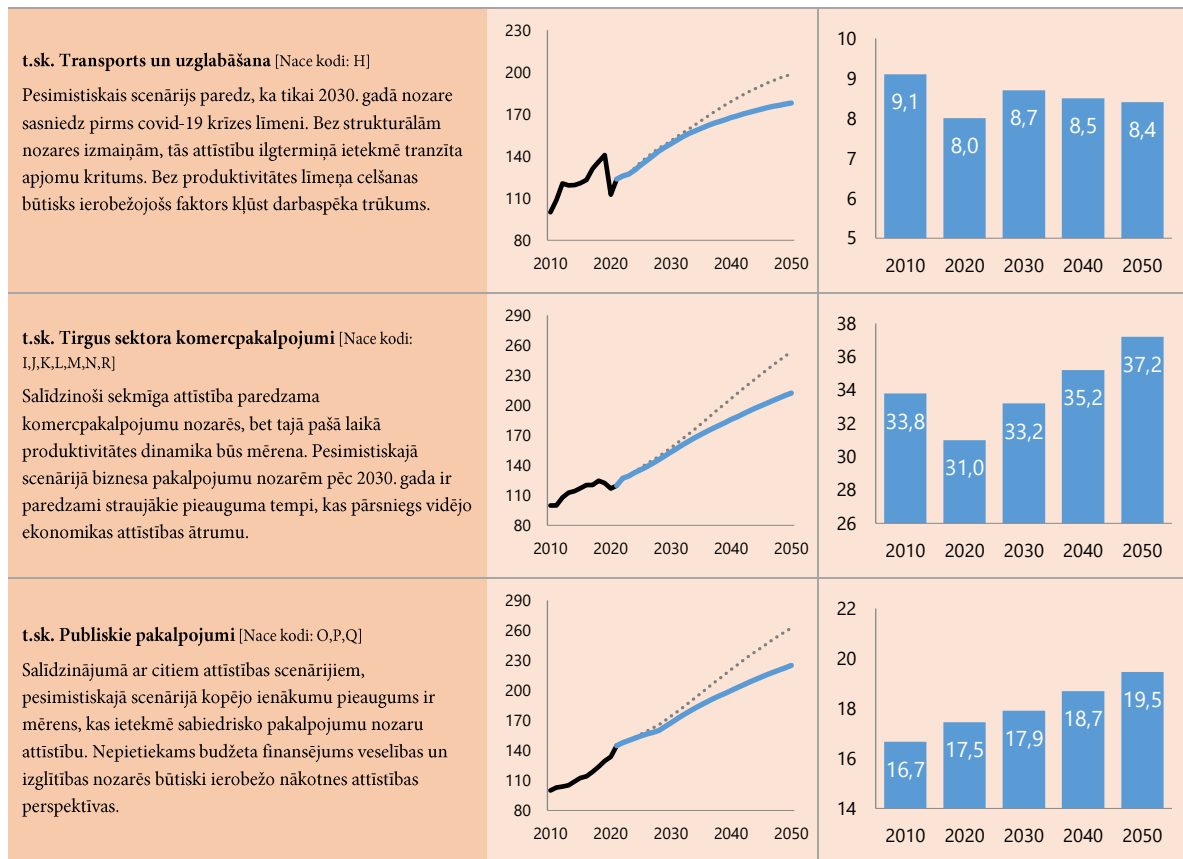 t.sk. Transports un uzglabāšana [Nace kodi: H]
Pesimistiskais scenārijs paredz, ka tikai 2030. gadā nozare
sasniedz pirms covid-19 krīzes līmeni. Bez strukturālām
nozares izmaiņām, tās attīstību ilgtermiņā ietekmē tranzīta
apjomu kritums. Bez produktivitātes līmeņa celšanas
būtisks ierobežojošs faktors kļūst darbaspēka trūkums.
230
200
170
140
110
80
2010 2020 2030 2040 2050
10
9
8
7
6
5
9,1 8,0 8,7 8,5 8,4
2010 2020 2030 2040 2050
t.sk. Tirgus sektora komercpakalpojumi [Nace kodi:
I,J,K,L,M,N,R]
Salīdzinoši sekmīga attīstība paredzama
komercpakalpojumu nozarēs, bet tajā pašā laikā
produktivitātes dinamika būs mērena. Pesimistiskajā
scenārijā biznesa pakalpojumu nozarēm pēc 2030. gada ir
paredzami straujākie pieauguma tempi, kas pārsniegs vidējo
ekonomikas attīstības ātrumu.
290
260
230
200
170
140
110
80
2010 2020 2030 2040 2050
38
36
34
32
30
28
26
33,8 31,0 33,2 35,2 37,2
2010 2020 2030 2040 2050
t.sk. Publiskie pakalpojumi [Nace kodi: O,P,Q]
Salīdzinājumā ar citiem attīstības scenārijiem,
pesimistiskajā scenārijā kopējo ienākumu pieaugums ir
mērens, kas ietekmē sabiedrisko pakalpojumu nozaru
attīstību. Nepietiekams budžeta finansējums veselības un
izglītības nozarēs būtiski ierobežo nākotnes attīstības
perspektīvas.
290
260
230
200
170
140
110
80
2010 2020 2030 2040 2050
22
20
18
16
14
16,7 17,5 17,9 18,7 19,5
2010 2020 2030 2040 2050